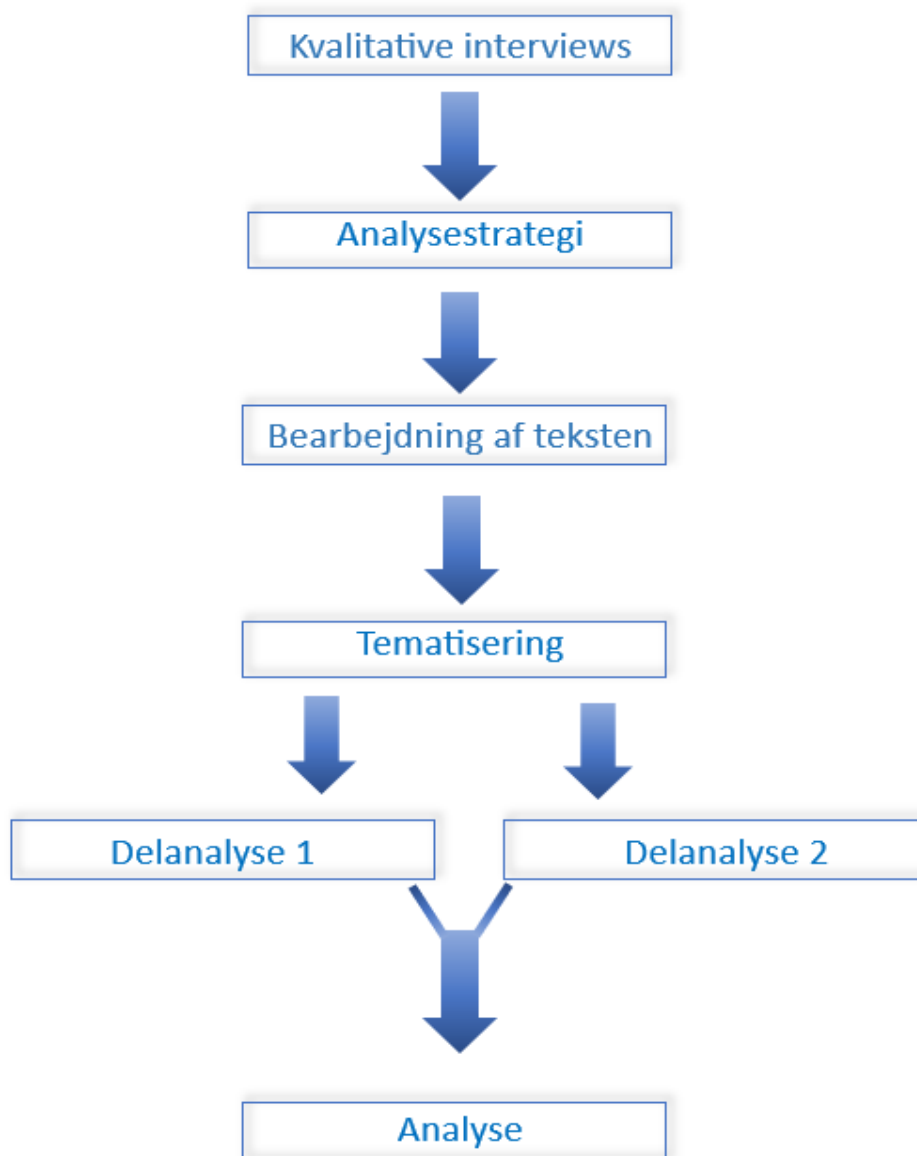 Kvalitative interviews
Analysestrategi
Bearbejdning af teksten
Tematisering
Delanalyse 1
Delanalyse 2
Analyse